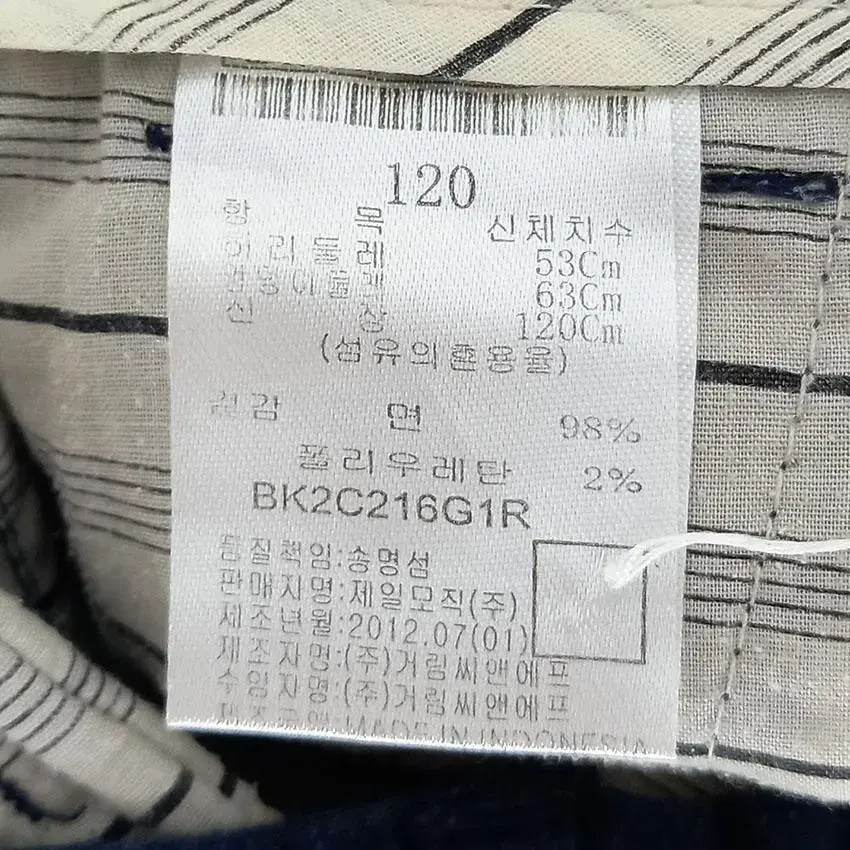 120
항 목 신체치수
허리둘레 53Cm
엉덩이둘레 63Cm
신 장 120Cm
(섬유의혼용율)
겉감 면 98%
폴리우레탄 2%
BK2C216G1R
품질책임:송명섭
판매자명:제일모직(주)
제조년월:2012.07(01)
제조자명:(주)거림씨앤에프
수입자명:(주)거림씨앤에프
MADE IN INDONESIA